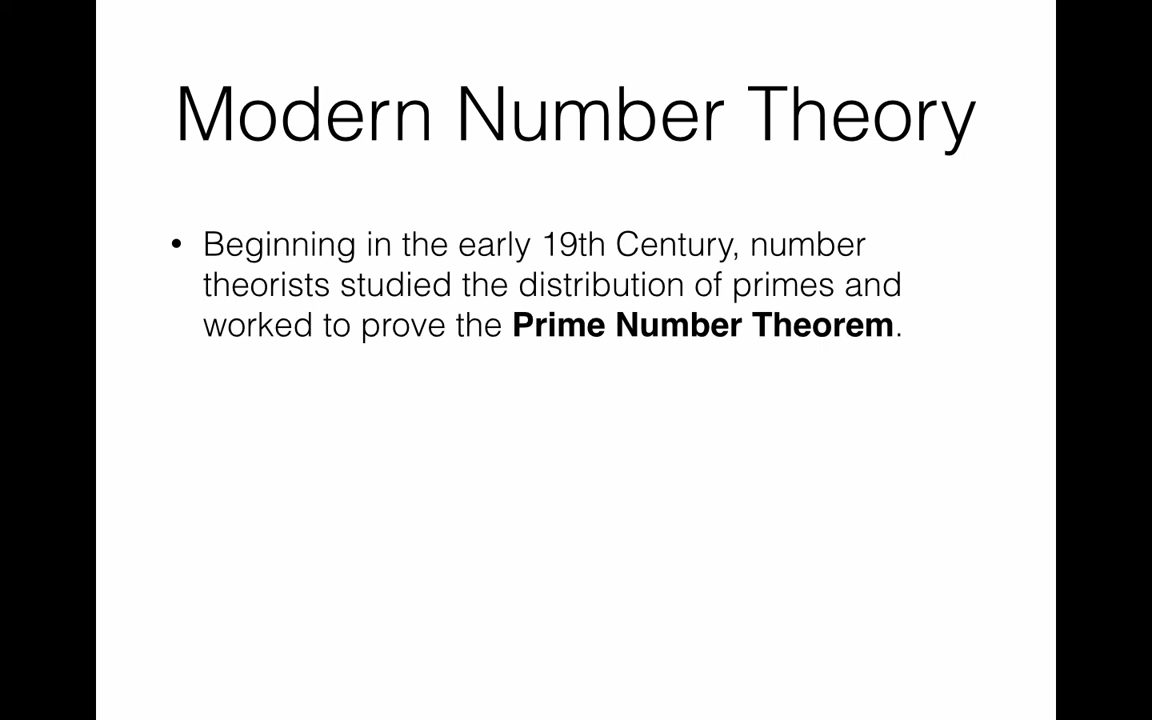 Modern Number Theory
• Beginning in the early 19th Century, number
theorists studied the distribution of primes and
worked to prove the Prime Number Theorem.